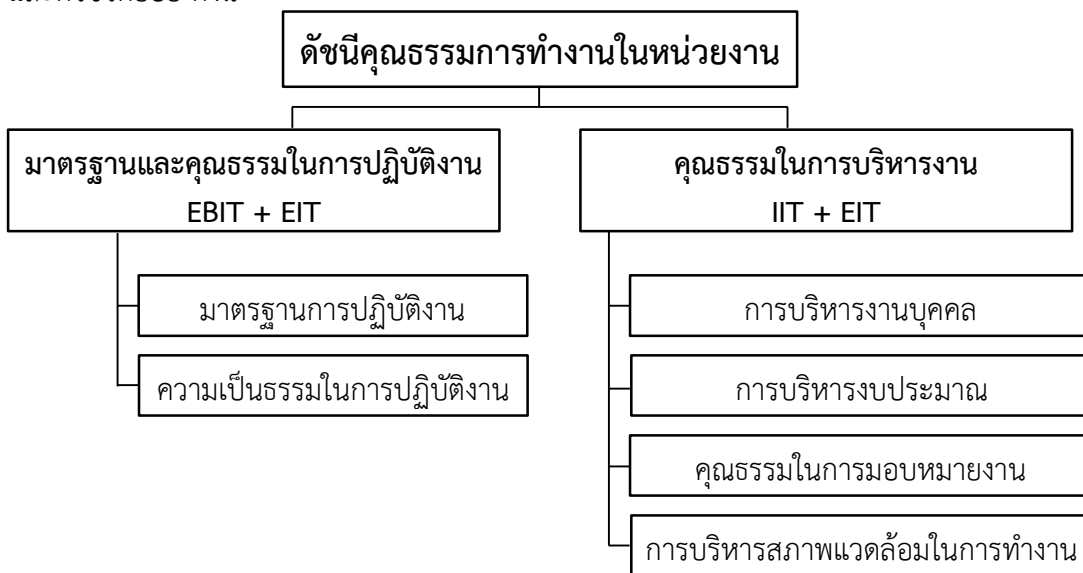 ดัชนีคุณธรรมการทำงานในหน่วยงาน
มาตรฐานและคุณธรรมในการปฏิบัติงาน
EBIT + EIT
คุณธรรมในการบริหารงาน
IIT + EIT
มาตรฐานการปฏิบัติงาน
ความเป็นธรรมในการปฏิบัติงาน
การบริหารงานบุคคล
การบริหารงบประมาณ
คุณธรรมในการมอบหมายงาน
การบริหารสภาพแวดล้อมในการทำงาน